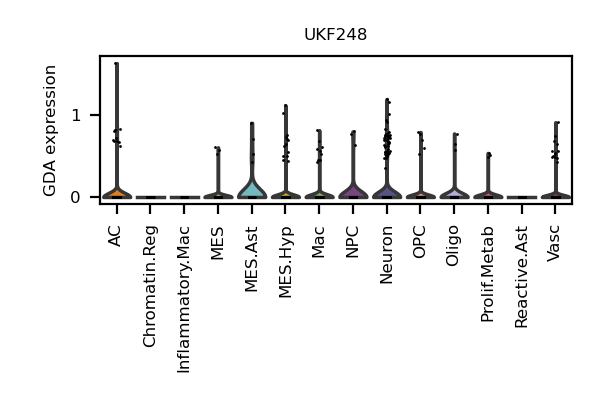 UKF248
GDA expression
1
0
AC
Chromatin.Reg
Inflammatory.Mac
MES
MES.Ast
MES.Hyp
Mac
NPC
Neuron
OPC
Oligo
Prolif.Metab
Reactive.Ast
Vasc